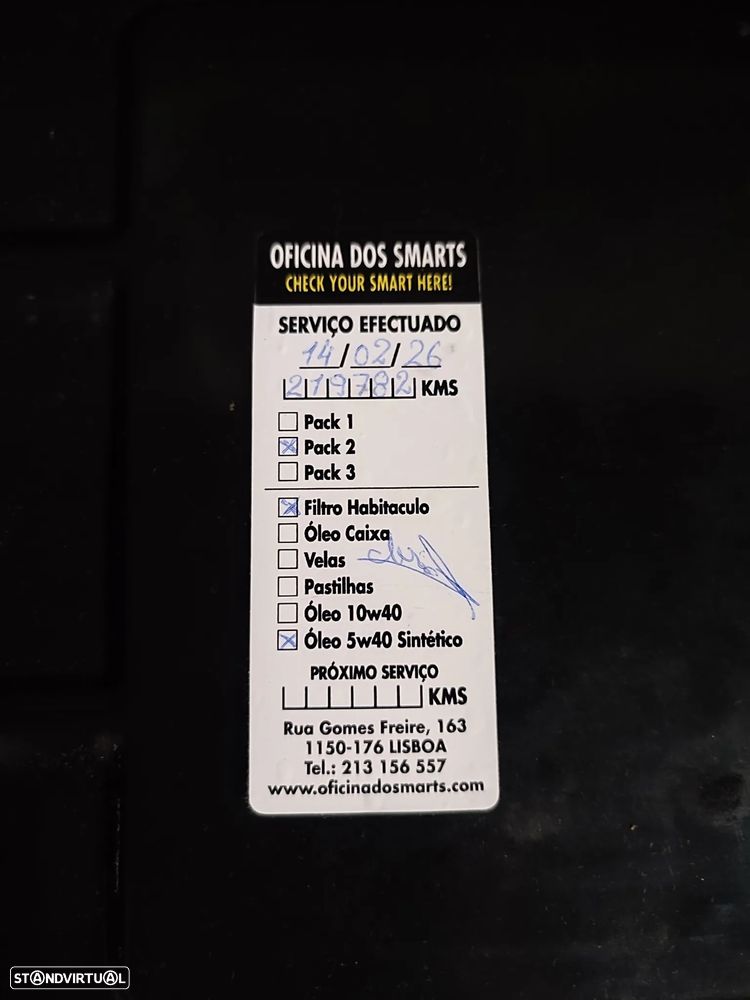 OFICINA DOS SMARTS
CHECK YOUR SMART HERE!
SERVIÇO EFECTUADO
14/02/26
219782 KMS
Pack 1
Pack 2
Pack 3
Filtro Habitaculo
Óleo Caixa
Velas
Pastilhas
Óleo 10w40
Óleo 5w40 Sintético
PRÓXIMO SERVIÇO
KMS
Rua Gomes Freire, 163
1150-176 LISBOA
Tel.: 213 156 557
www.oficinadosmarts.com
STANDVIRTUAL